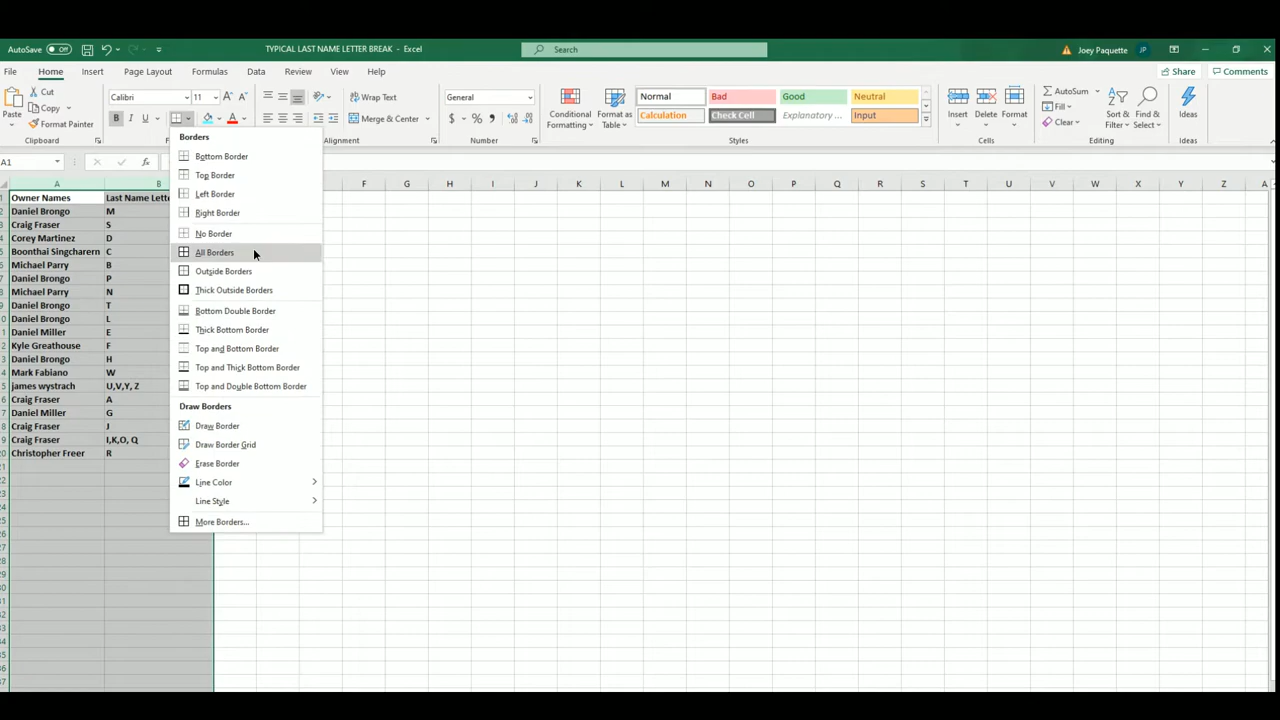 AutoSave Off TYPICAL LAST NAME LETTER BREAK - Excel Search Joey Paquette JP
File Home Insert Page Layout Formulas Data Review View Help Share Comments
Paste Cut Copy Format Painter Clipboard
Calibri 11 B I U
Wrap Text Merge & Center Alignment
General $ % Number
Conditional Formatting Format as Table
Normal Bad Good Neutral
Calculation Check Cell Explanatory ... Input
Styles
Insert Delete Format Cells
AutoSum Fill Clear Sort & Filter Find & Select Editing
Ideas Ideas
A1 fx
A B F G H I J K L M N O P Q R S T U V W X Y Z
Owner Names Last Name Lette
Daniel Brongo M
Craig Fraser S
Corey Martinez D
Boonthai Singcharern C
Michael Parry B
Daniel Brongo P
Michael Parry N
Daniel Brongo T
Daniel Brongo L
Daniel Miller E
Kyle Greathouse F
Daniel Brongo H
Mark Fabiano W
james wystrach U,V,Y, Z
Craig Fraser A
Daniel Miller G
Craig Fraser J
Craig Fraser I,K,O, Q
Christopher Freer R
Borders
Bottom Border
Top Border
Left Border
Right Border
No Border
All Borders
Outside Borders
Thick Outside Borders
Bottom Double Border
Thick Bottom Border
Top and Bottom Border
Top and Thick Bottom Border
Top and Double Bottom Border
Draw Borders
Draw Border
Draw Border Grid
Erase Border
Line Color
Line Style
More Borders...